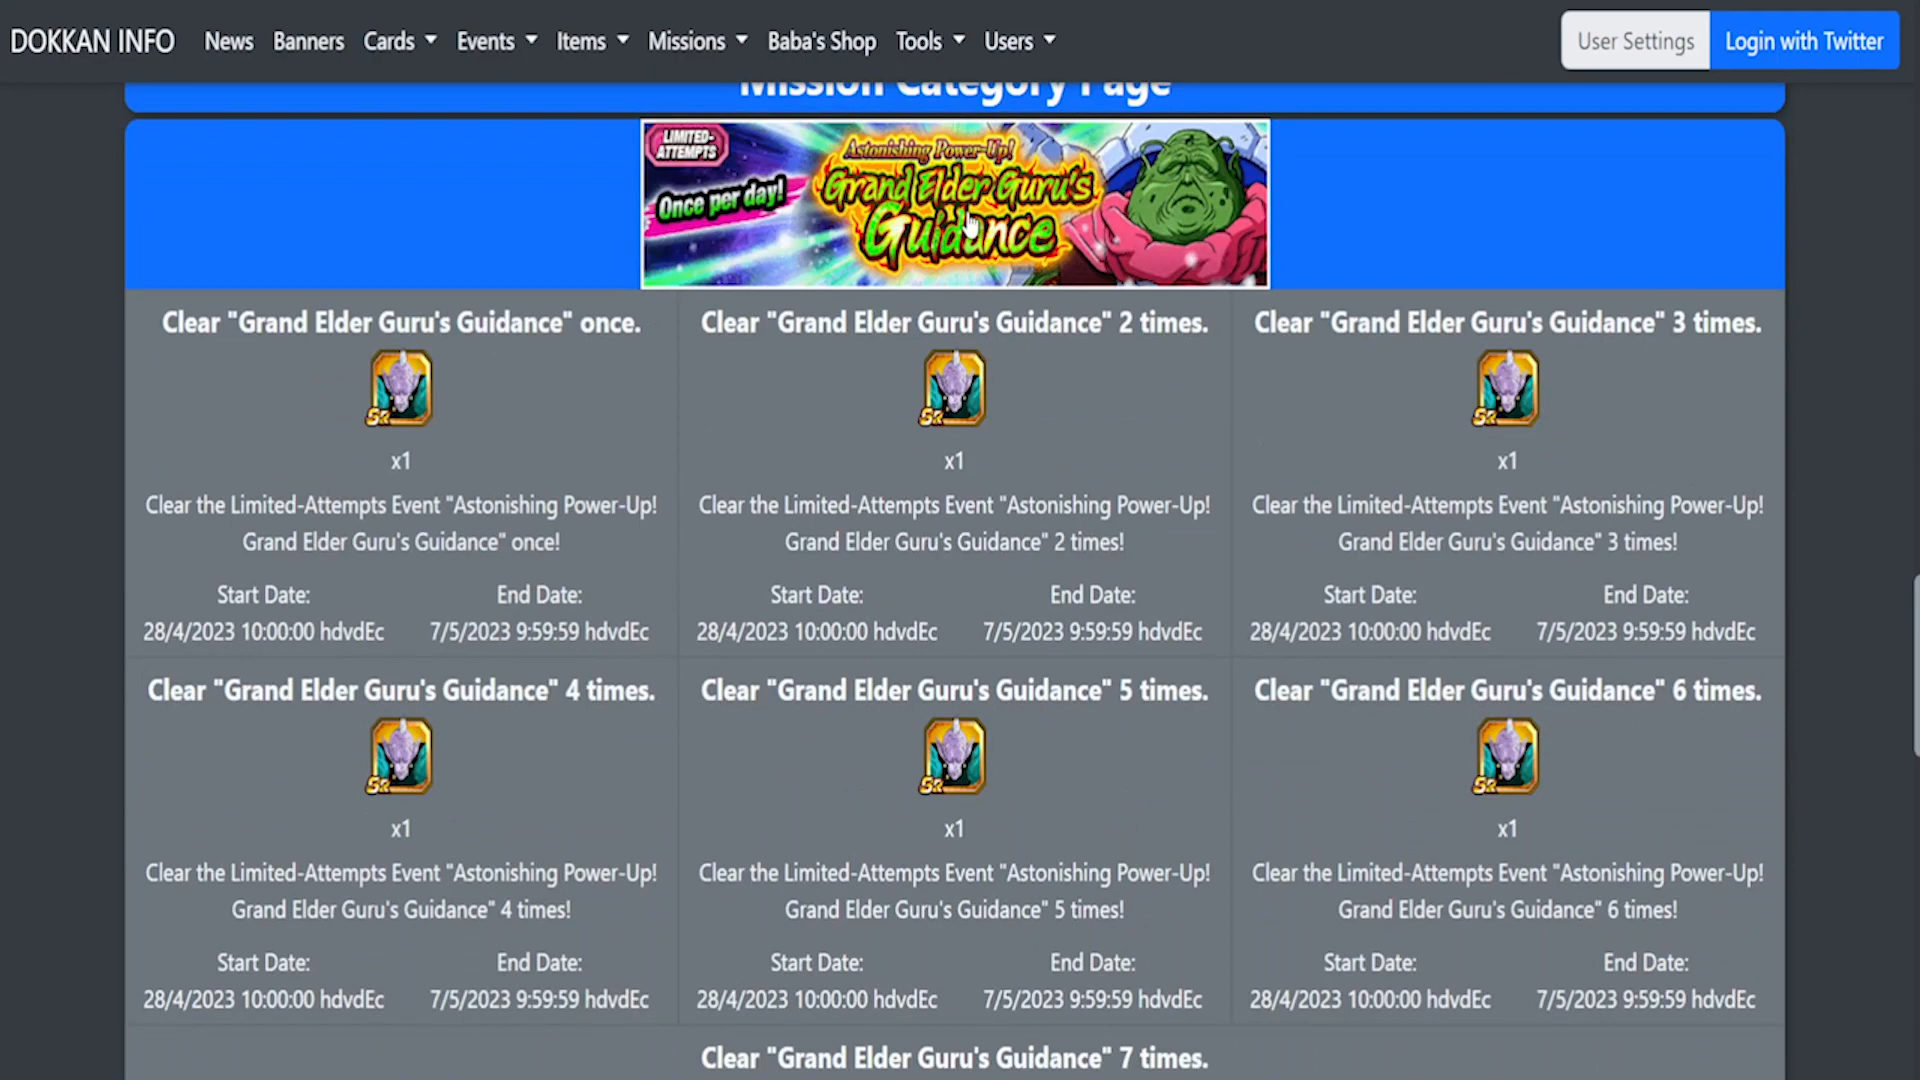 DOKKAN INFO News Banners Cards Events Items Missions Baba's Shop Tools Users User Settings Login with Twitter
Mission Category Page
LIMITED-
ATTEMPTS
Once per day!
Astonishing Power-Up!
Grand Elder Guru's
Guidance
Clear "Grand Elder Guru's Guidance" once. Clear "Grand Elder Guru's Guidance" 2 times. Clear "Grand Elder Guru's Guidance" 3 times.
SR SR SR
x1 x1 x1
Clear the Limited-Attempts Event "Astonishing Power-Up! Clear the Limited-Attempts Event "Astonishing Power-Up! Clear the Limited-Attempts Event "Astonishing Power-Up!
Grand Elder Guru's Guidance" once! Grand Elder Guru's Guidance" 2 times! Grand Elder Guru's Guidance" 3 times!
Start Date: End Date: Start Date: End Date: Start Date: End Date:
28/4/2023 10:00:00 hdvdEc 7/5/2023 9:59:59 hdvdEc 28/4/2023 10:00:00 hdvdEc 7/5/2023 9:59:59 hdvdEc 28/4/2023 10:00:00 hdvdEc 7/5/2023 9:59:59 hdvdEc
Clear "Grand Elder Guru's Guidance" 4 times. Clear "Grand Elder Guru's Guidance" 5 times. Clear "Grand Elder Guru's Guidance" 6 times.
SR SR SR
x1 x1 x1
Clear the Limited-Attempts Event "Astonishing Power-Up! Clear the Limited-Attempts Event "Astonishing Power-Up! Clear the Limited-Attempts Event "Astonishing Power-Up!
Grand Elder Guru's Guidance" 4 times! Grand Elder Guru's Guidance" 5 times! Grand Elder Guru's Guidance" 6 times!
Start Date: End Date: Start Date: End Date: Start Date: End Date:
28/4/2023 10:00:00 hdvdEc 7/5/2023 9:59:59 hdvdEc 28/4/2023 10:00:00 hdvdEc 7/5/2023 9:59:59 hdvdEc 28/4/2023 10:00:00 hdvdEc 7/5/2023 9:59:59 hdvdEc
Clear "Grand Elder Guru's Guidance" 7 times.